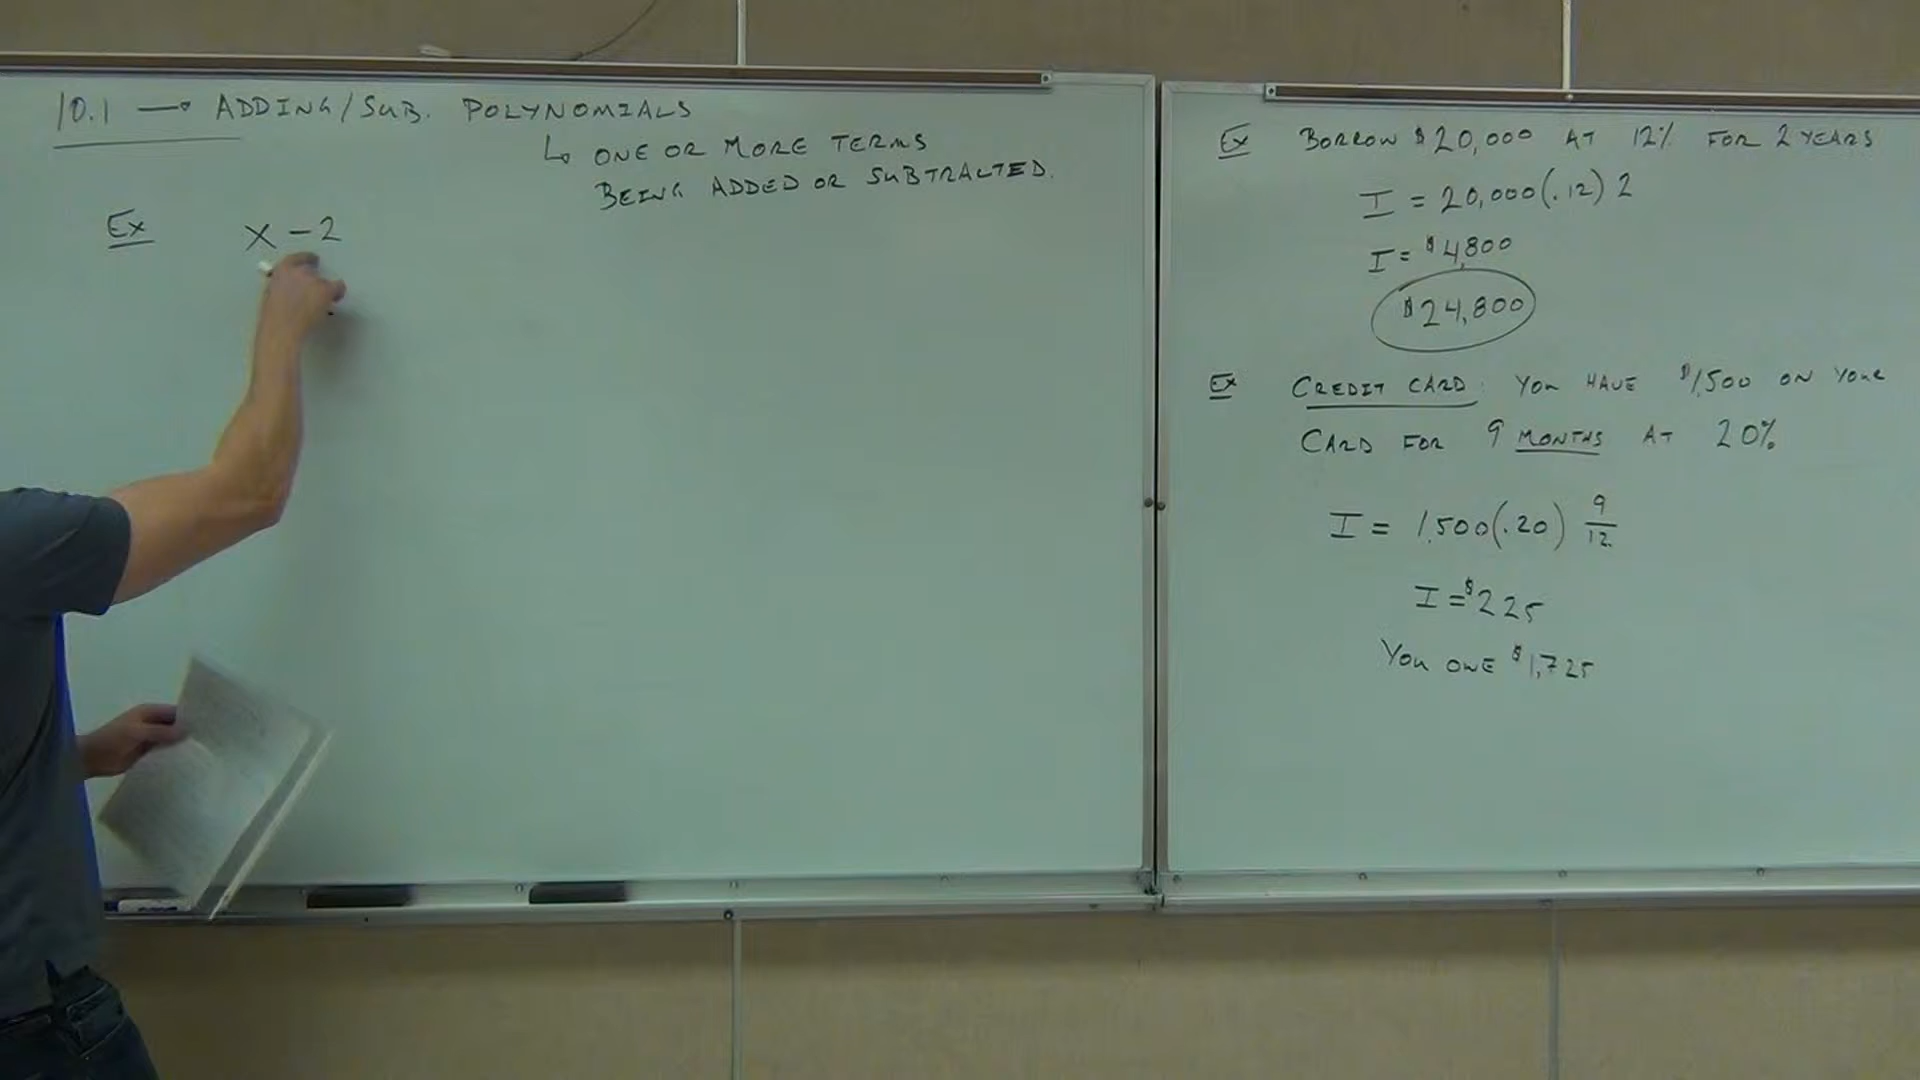 10.1 → ADDING/SUB. POLYNOMIALS
↳ ONE OR MORE TERMS
BEING ADDED OR SUBTRACTED.
Ex X - 2
Ex BORROW $20,000 AT 12% FOR 2 YEARS
I = 20,000(.12) 2
I = $4,800
$24,800
Ex CREDIT CARD: YOU HAVE $1,500 ON YOUR
CARD FOR 9 MONTHS AT 20%
I = 1,500(.20) 9/12
I = $225
YOU OWE $1,725